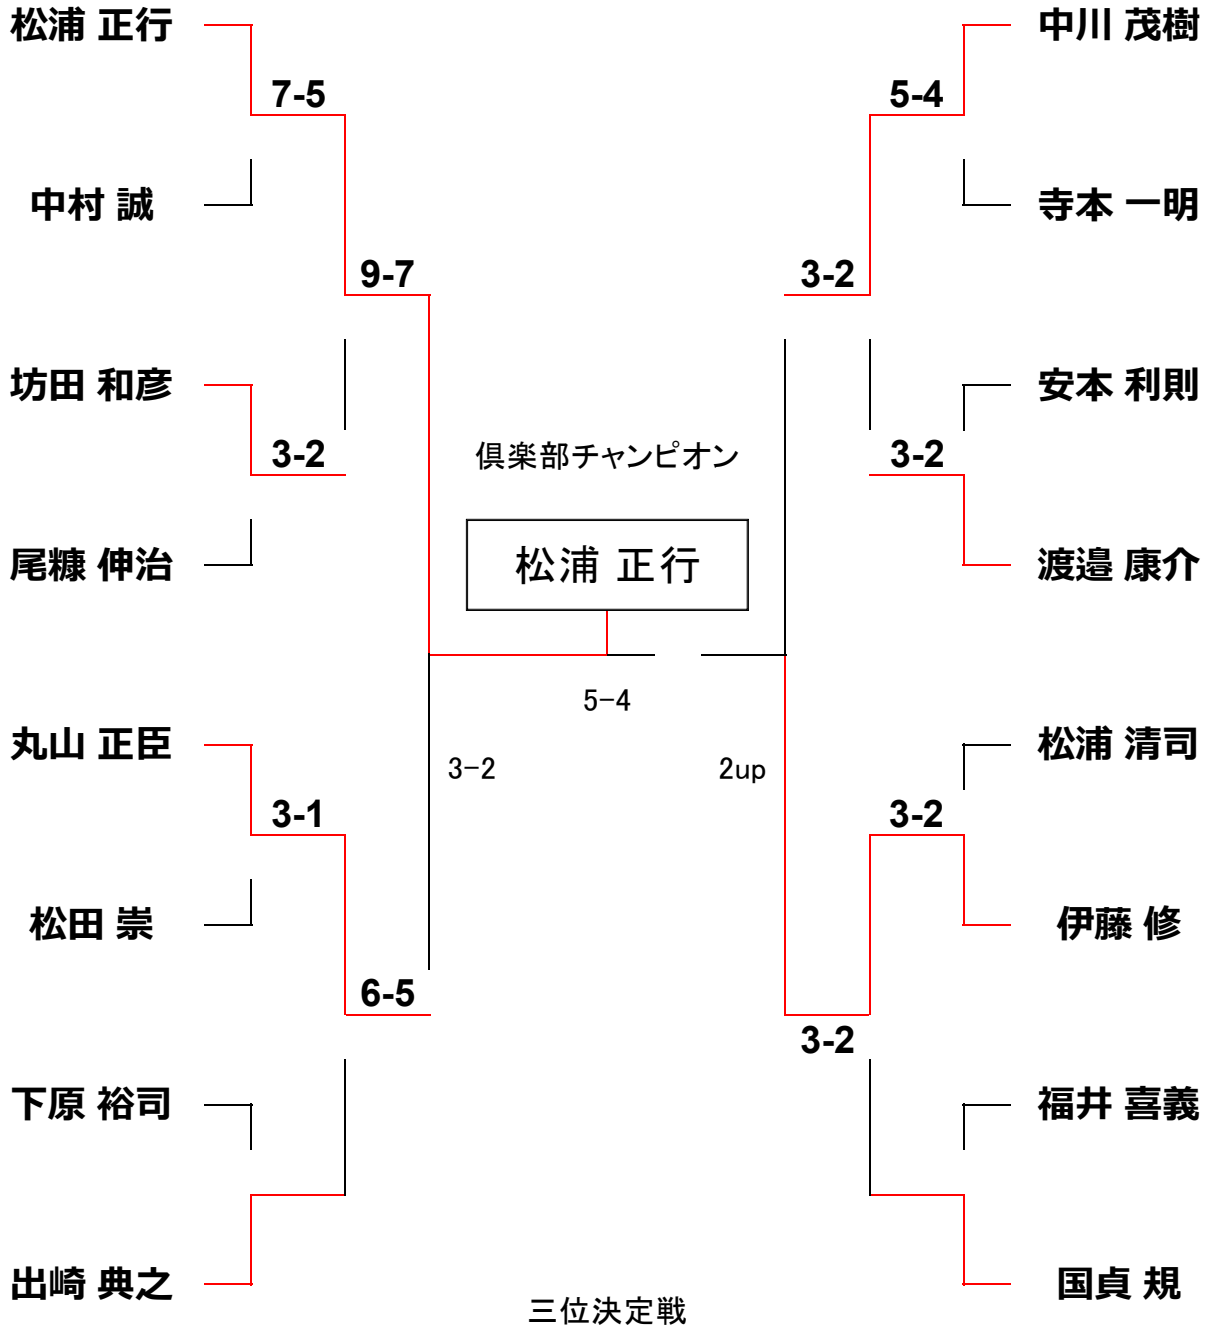 松浦 正行
中川 茂樹
7-5
5-4
中村 誠
寺本 一明
9-7
3-2
坊田 和彦
安本 利則
3-2
倶楽部チャンピオン
3-2
尾糠 伸治
松浦 正行
渡邉 康介
5-4
丸山 正臣
3-2
2up
松浦 清司
3-1
3-2
松田 崇
伊藤 修
6-5
3-2
下原 裕司
福井 喜義
出崎 典之
国貞 規
三位決定戦